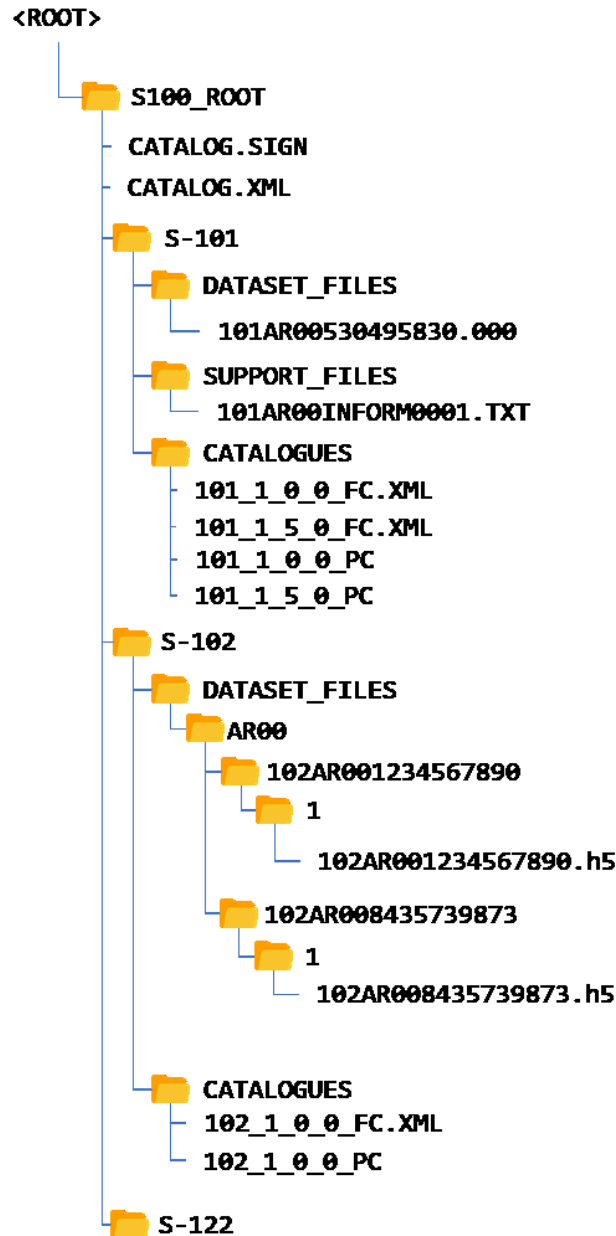 <ROOT>
S100_ROOT
CATALOG.SIGN
CATALOG.XML
S-101
DATASET_FILES
101AR00530495830.000
SUPPORT_FILES
101AR00INFORM0001.TXT
CATALOGUES
101_1_0_0_FC.XML
101_1_5_0_FC.XML
101_1_0_0_PC
101_1_5_0_PC
S-102
DATASET_FILES
AR00
102AR001234567890
1
102AR001234567890.h5
102AR008435739873
1
102AR008435739873.h5
CATALOGUES
102_1_0_0_FC.XML
102_1_0_0_PC
S-122